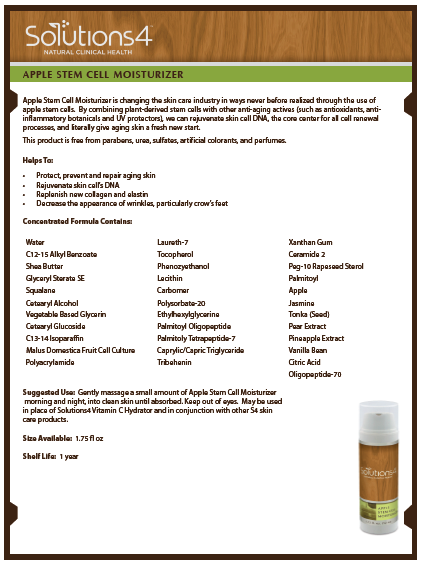 Solutions4
NATURAL CLINICAL HEALTH
APPLE STEM CELL MOISTURIZER
Apple Stem Cell Moisturizer is changing the skin care industry in ways never before realized through the use of
apple stem cells. By combining plant-derived stem cells with other anti-aging actives (such as antioxidants, anti-
inflammatory botanicals and UV protectors), we can rejuvenate skin cell DNA, the core center for all cell renewal
processes, and literally give aging skin a fresh new start.
This product is free from parabens, urea, sulfates, artificial colorants, and perfumes.
Helps To:
• Protect, prevent and repair aging skin
• Rejuvenate skin cell's DNA
• Replenish new collagen and elastin
• Decrease the appearance of wrinkles, particularly crow's feet
Concentrated Formula Contains:
Water
C12-15 Alkyl Benzoate
Shea Butter
Glyceryl Sterate SE
Squalane
Cetearyl Alcohol
Vegetable Based Glycerin
Cetearyl Glucoside
C13-14 Isoparaffin
Malus Domestica Fruit Cell Culture
Polyacrylamide
Laureth-7
Tocopherol
Phenozyethanol
Lecithin
Carbomer
Polysorbate-20
Ethylhexylglycerine
Palmitoyl Oligopeptide
Palmitoly Tetrapeptide-7
Caprylic/Capric Triglyceride
Tribehenin
Xanthan Gum
Ceramide 2
Peg-10 Rapeseed Sterol
Palmitoyl
Apple
Jasmine
Tonka (Seed)
Pear Extract
Pineapple Extract
Vanilla Bean
Citric Acid
Oligopeptide-70
Suggested Use: Gently massage a small amount of Apple Stem Cell Moisturizer
morning and night, into clean skin until absorbed. Keep out of eyes. May be used
in place of Solutions4 Vitamin C Hydrator and in conjunction with other S4 skin
care products.
Size Available: 1.75 fl oz
Shelf Life: 1 year
Solutions4
APPLE
STEM CELL
MOISTURIZER